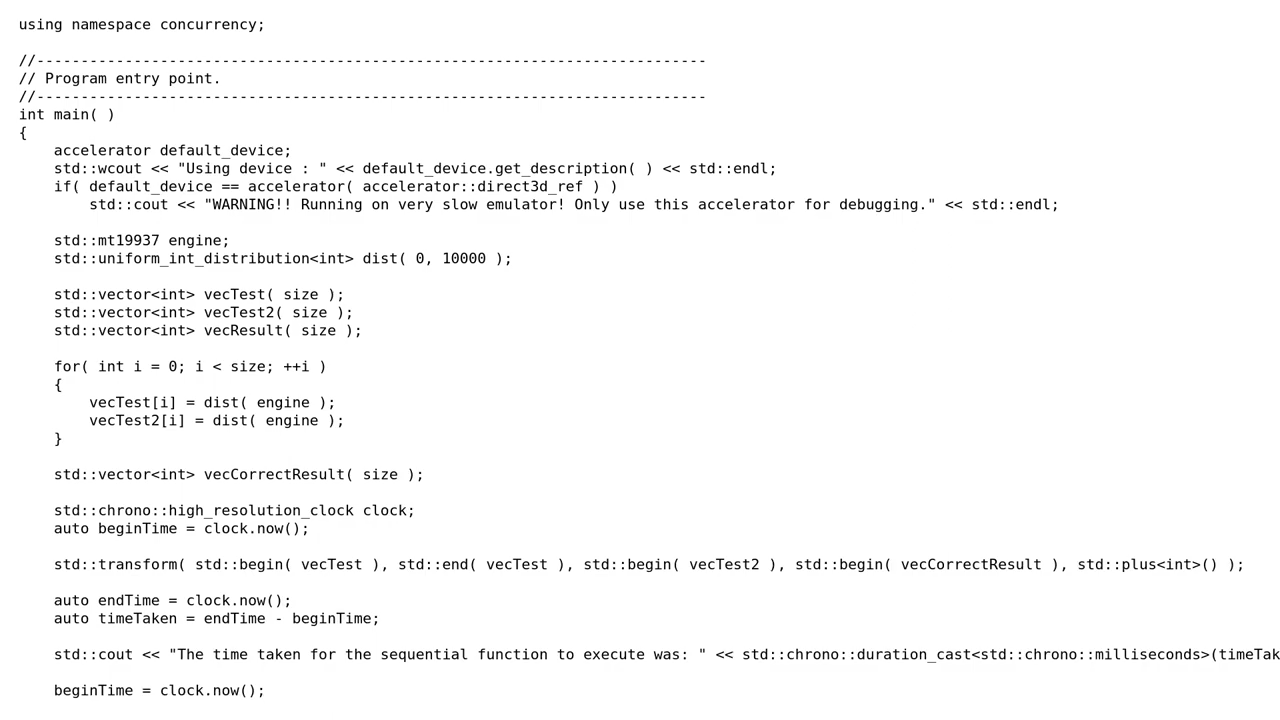 using namespace concurrency;
//----------------------------------------------------------------------------
// Program entry point.
//----------------------------------------------------------------------------
int main( )
{
    accelerator default_device;
    std::wcout << "Using device : " << default_device.get_description( ) << std::endl;
    if( default_device == accelerator( accelerator::direct3d_ref ) )
        std::cout << "WARNING!! Running on very slow emulator! Only use this accelerator for debugging." << std::endl;
    std::mt19937 engine;
    std::uniform_int_distribution<int> dist( 0, 10000 );
    std::vector<int> vecTest( size );
    std::vector<int> vecTest2( size );
    std::vector<int> vecResult( size );
    for( int i = 0; i < size; ++i )
    {
        vecTest[i] = dist( engine );
        vecTest2[i] = dist( engine );
    }
    std::vector<int> vecCorrectResult( size );
    std::chrono::high_resolution_clock clock;
    auto beginTime = clock.now();
    std::transform( std::begin( vecTest ), std::end( vecTest ), std::begin( vecTest2 ), std::begin( vecCorrectResult ), std::plus<int>() );
    auto endTime = clock.now();
    auto timeTaken = endTime - beginTime;
    std::cout << "The time taken for the sequential function to execute was: " << std::chrono::duration_cast<std::chrono::milliseconds>(timeTak
    beginTime = clock.now();